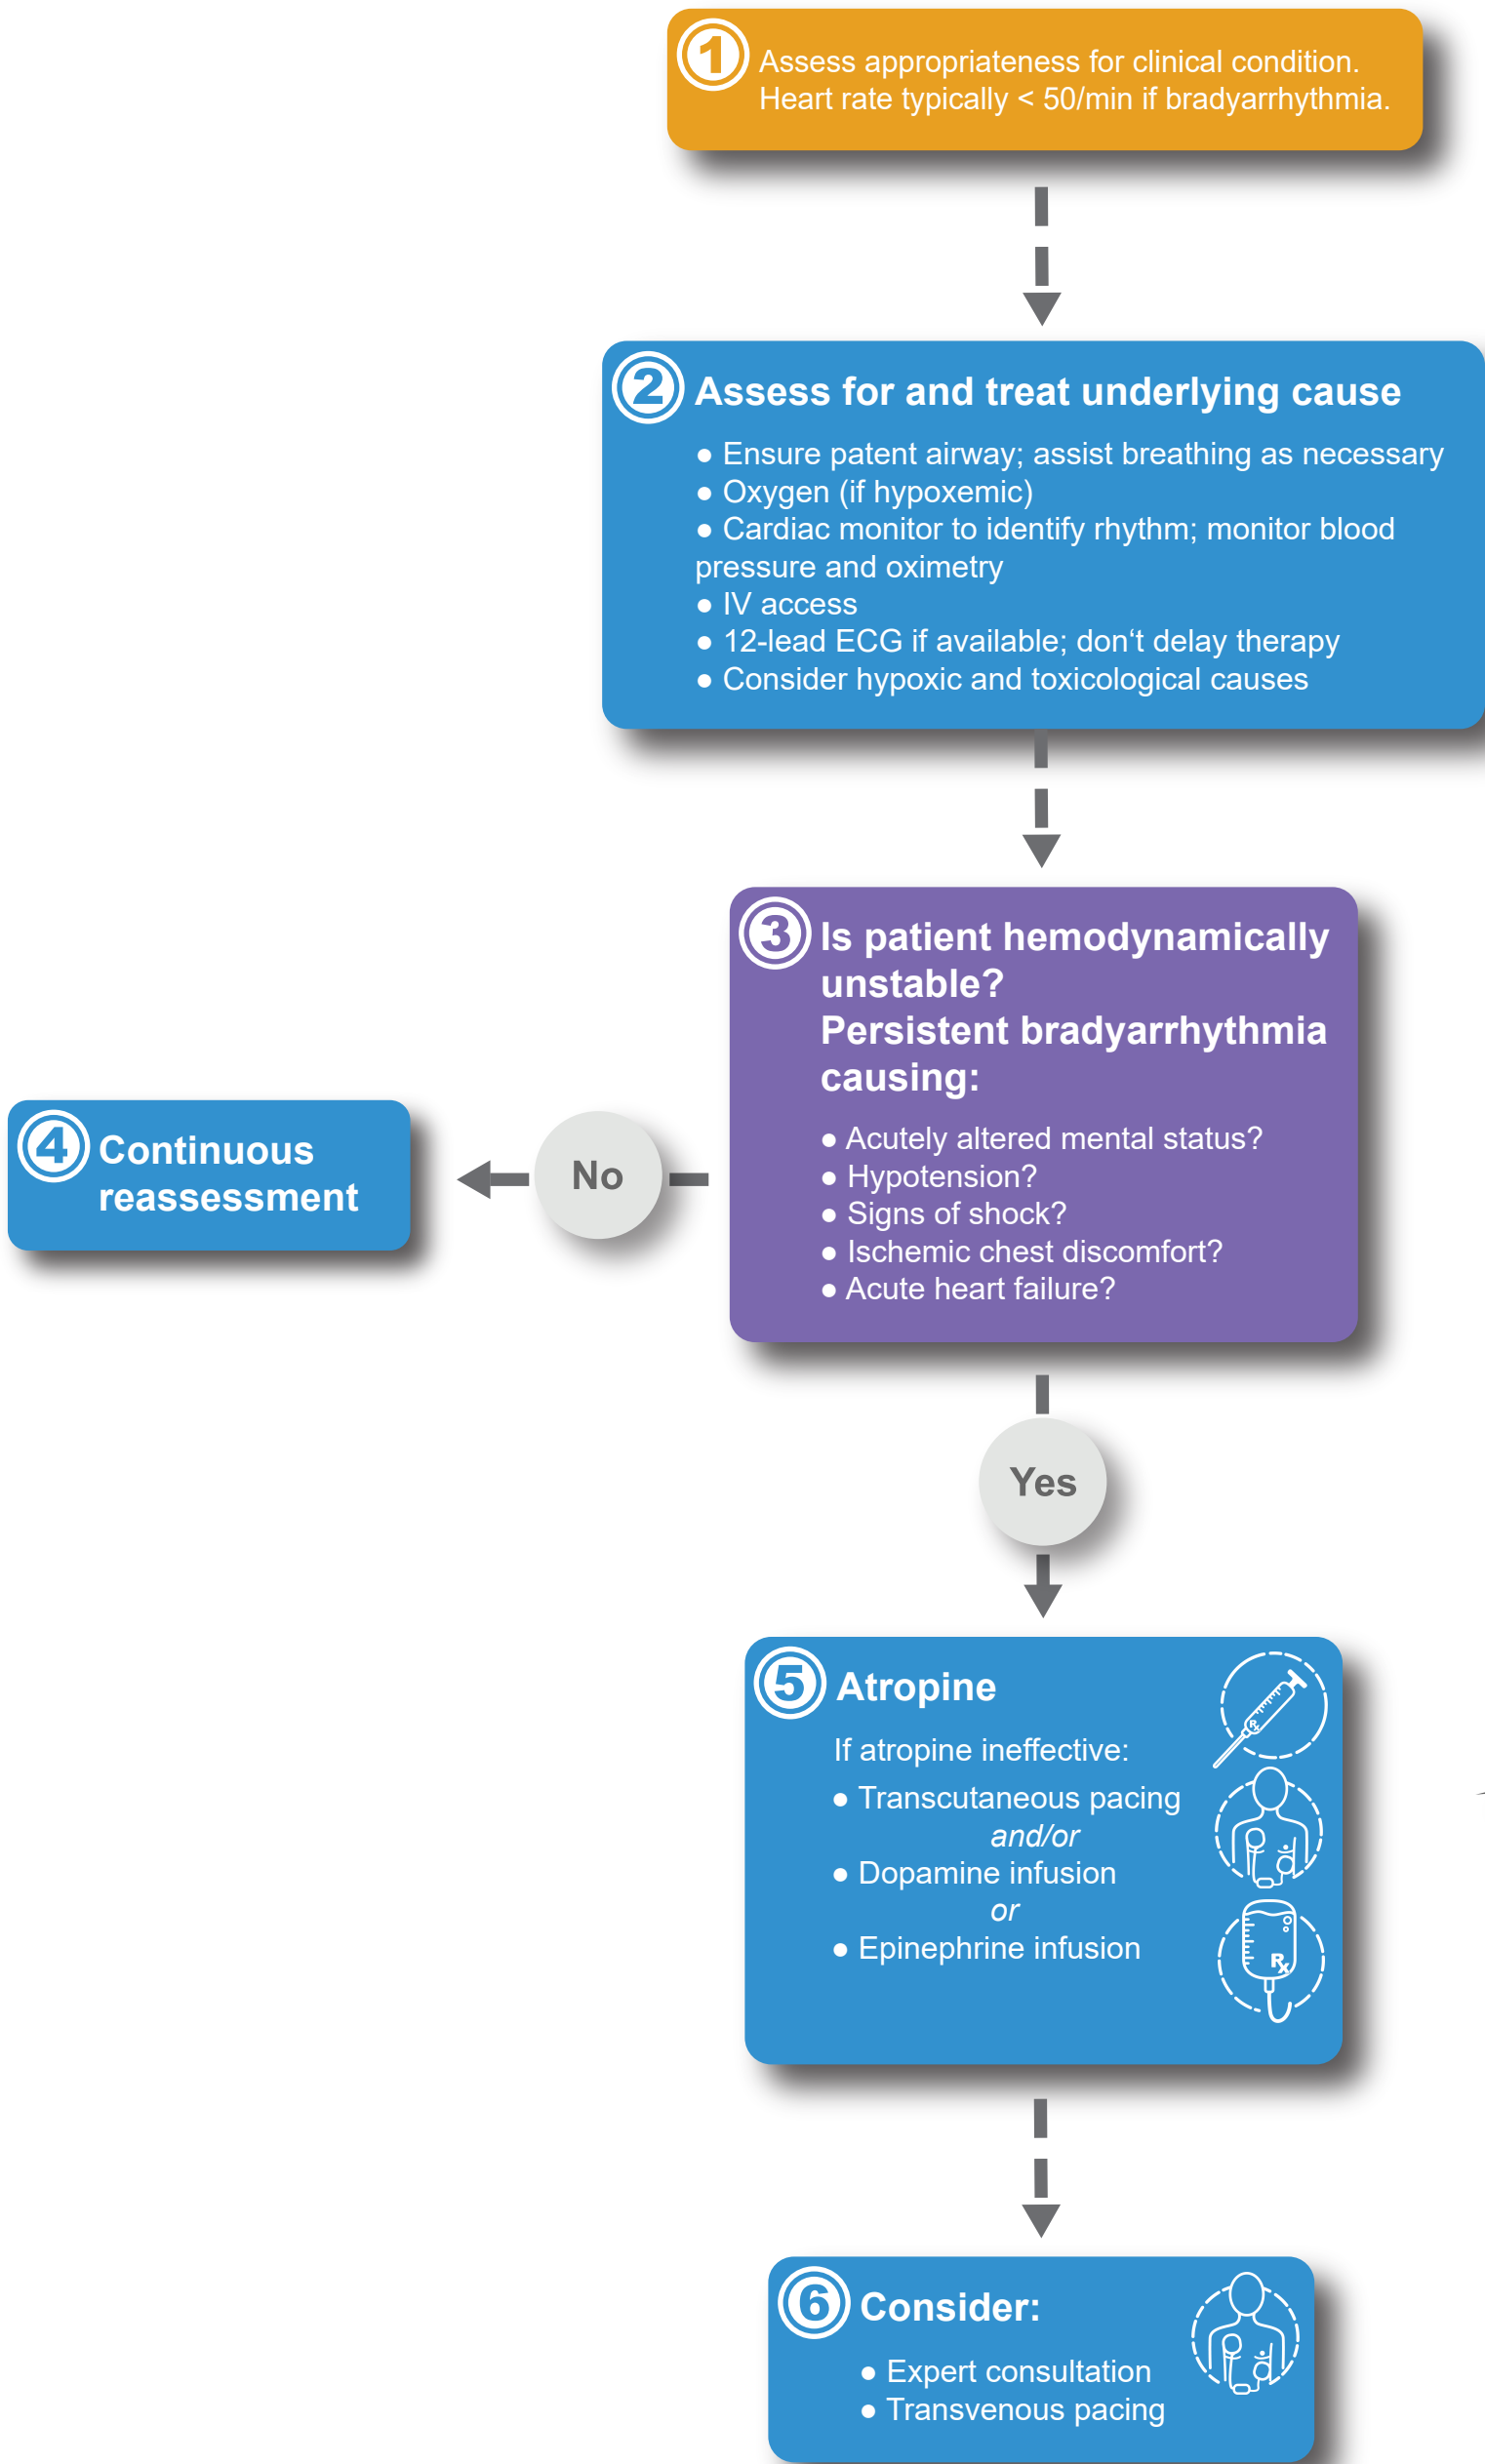 1
Assess appropriateness for clinical condition.
Heart rate typically < 50/min if bradyarrhythmia.
2
Assess for and treat underlying cause
● Ensure patent airway; assist breathing as necessary
● Oxygen (if hypoxemic)
● Cardiac monitor to identify rhythm; monitor blood
pressure and oximetry
● IV access
● 12-lead ECG if available; don‘t delay therapy
● Consider hypoxic and toxicological causes
3
Is patient hemodynamically
unstable?
Persistent bradyarrhythmia
causing:
● Acutely altered mental status?
● Hypotension?
● Signs of shock?
● Ischemic chest discomfort?
● Acute heart failure?
No
4
Continuous
reassessment
Yes
5
Atropine
If atropine ineffective:
● Transcutaneous pacing
and/or
● Dopamine infusion
or
● Epinephrine infusion
Rx
Rx
6
Consider:
● Expert consultation
● Transvenous pacing